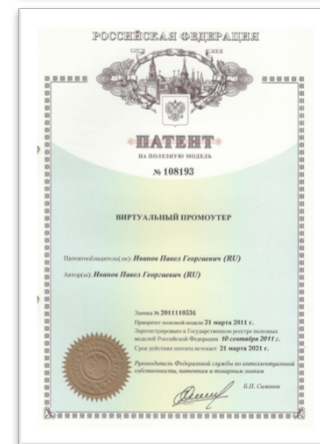 РОССИЙСКАЯ ФЕДЕРАЦИЯ
ПАТЕНТ
НА ПОЛЕЗНУЮ МОДЕЛЬ
№ 108193
ВИРТУАЛЬНЫЙ ПРОМОУТЕР
Патентообладатель(ли): Иванов Павел Георгиевич (RU)
Автор(ы): Иванов Павел Георгиевич (RU)
Заявка № 2011110534
Приоритет полезной модели 21 марта 2011 г.
Зарегистрировано в Государственном реестре полезных
моделей Российской Федерации 10 сентября 2011 г.
Срок действия патента истекает 21 марта 2021 г.
Руководитель Федеральной службы по интеллектуальной
собственности, патентам и товарным знакам
Б.П. Симонов